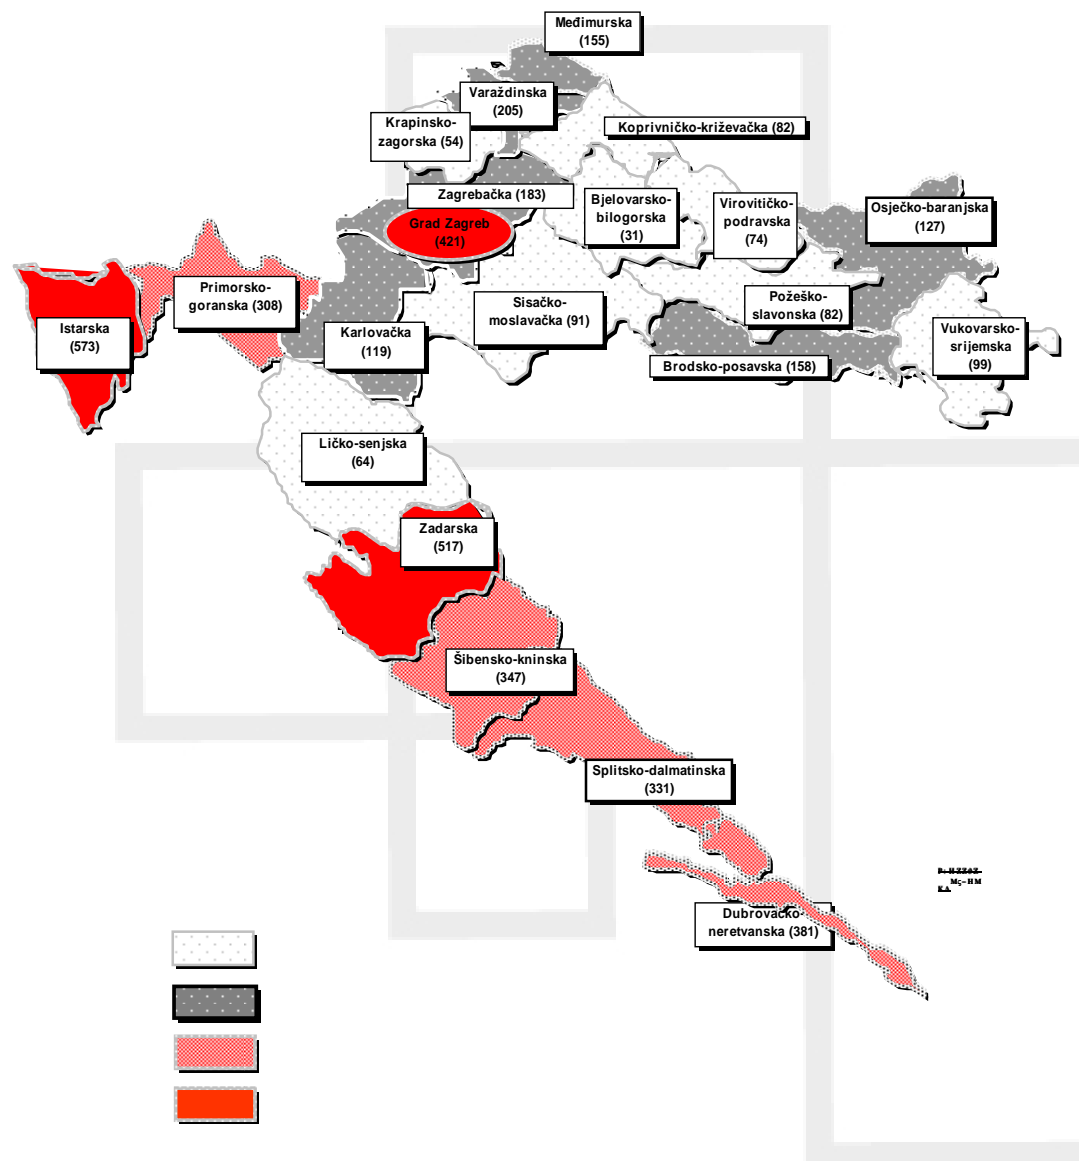 Međimurska
(155)
Varaždinska
(205)
Krapinsko-
zagorska (54)
Koprivničko-križevačka (82)
Zagrebačka (183)
Grad Zagreb
(421)
Bjelovarsko-
bilogorska
(31)
Virovitičko-
podravska
(74)
Osječko-baranjska
(127)
Primorsko-
goranska (308)
Istarska
(573)
Karlovačka
(119)
Sisačko-
moslavačka (91)
Požeško-
slavonska (82)
Vukovarsko-
srijemska
(99)
Brodsko-posavska (158)
Ličko-senjska
(64)
Zadarska
(517)
Šibensko-kninska
(347)
Splitsko-dalmatinska
(331)
Dubrovačko-
neretvanska (381)